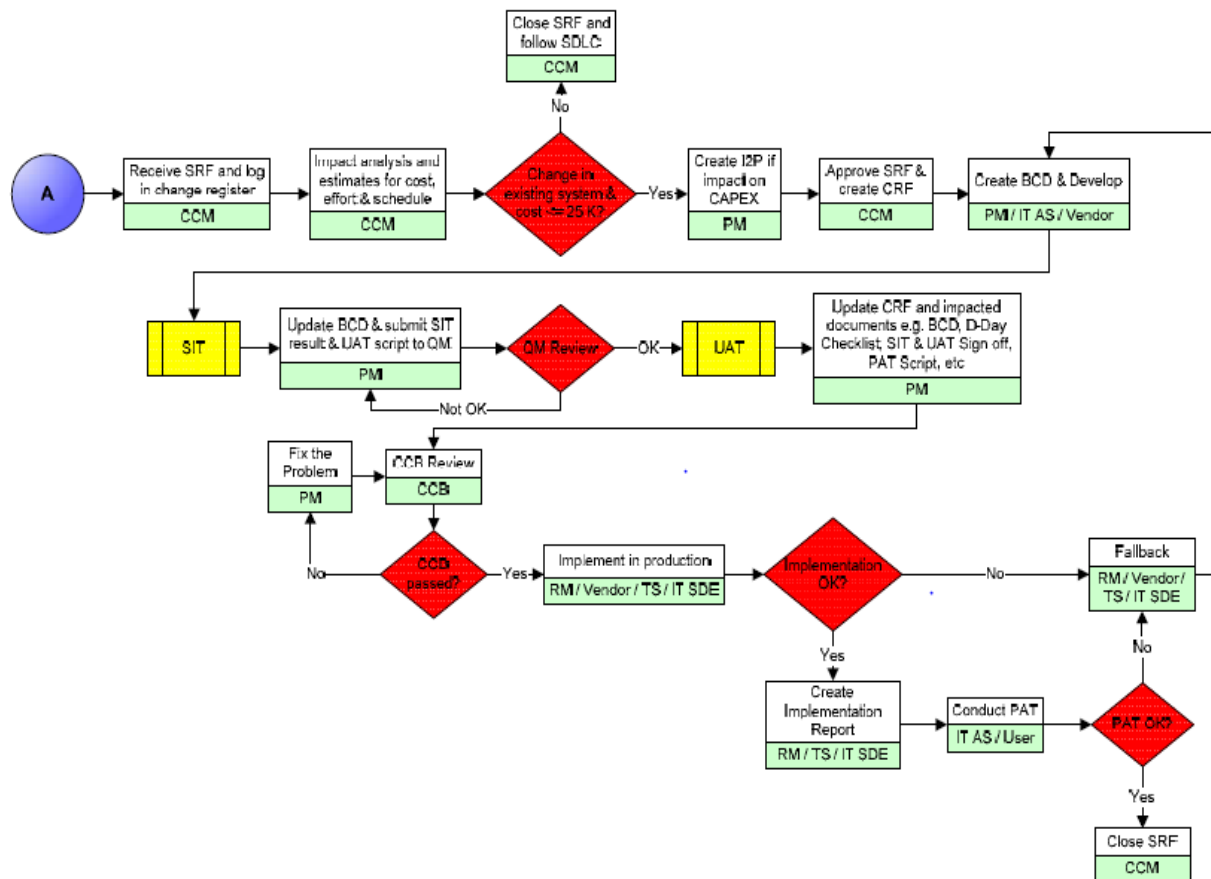 Close SRF and
follow SDLC
CCM
No
A
Receive SRF and log
in change register
CCM
Impact analysis and
estimates for cost,
effort & schedule
CCM
Change in
existing system &
cost <= 25 K?
Yes
Create I2P if
impact on
CAPEX
PM
Approve SRF &
create CRF
CCM
Create BCD & Develop
PM / IT AS / Vendor
SIT
Update BCD & submit SIT
result & UAT script to QM
PM
QM Review
OK
Not OK
UAT
Update CRF and impacted
documents e.g. BCD, D-Day
Checklist, SIT & UAT Sign off,
PAT Script, etc
PM
Fix the
Problem
PM
CCB Review
CCB
CCB
passed?
No
Yes
Implement in production
RM / Vendor / TS / IT SDE
Implementation
OK?
No
Fallback
RM / Vendor /
TS / IT SDE
Yes
No
Create
Implementation
Report
RM / TS / IT SDE
Conduct PAT
IT AS / User
PAT OK?
Yes
Close SRF
CCM